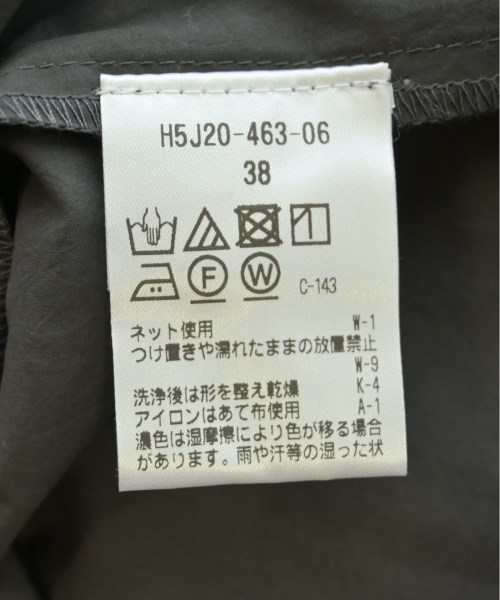 H5J20-463-06
38
F W C-143
ネット使用 W-1
つけ置きや濡れたままの放置禁止
W-9
洗浄後は形を整え乾燥 K-4
アイロンはあて布使用 A-1
濃色は湿摩擦により色が移る場合
があります。雨や汗等の湿った状